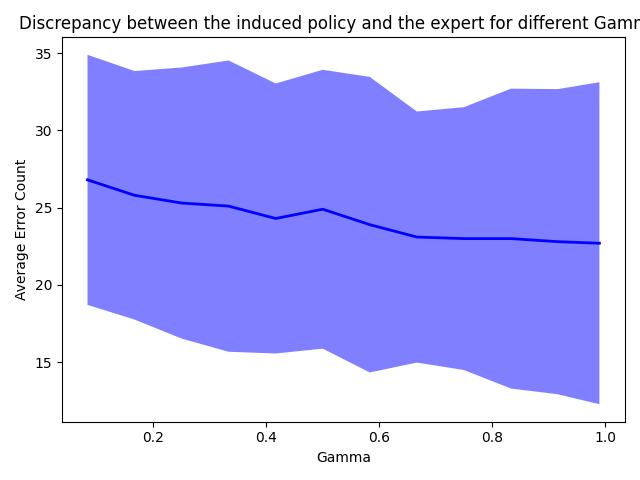 Discrepancy between the induced policy and the expert for different Gamm
35
30
25
20
15
Average Error Count
0.2 0.4 0.6 0.8 1.0
Gamma